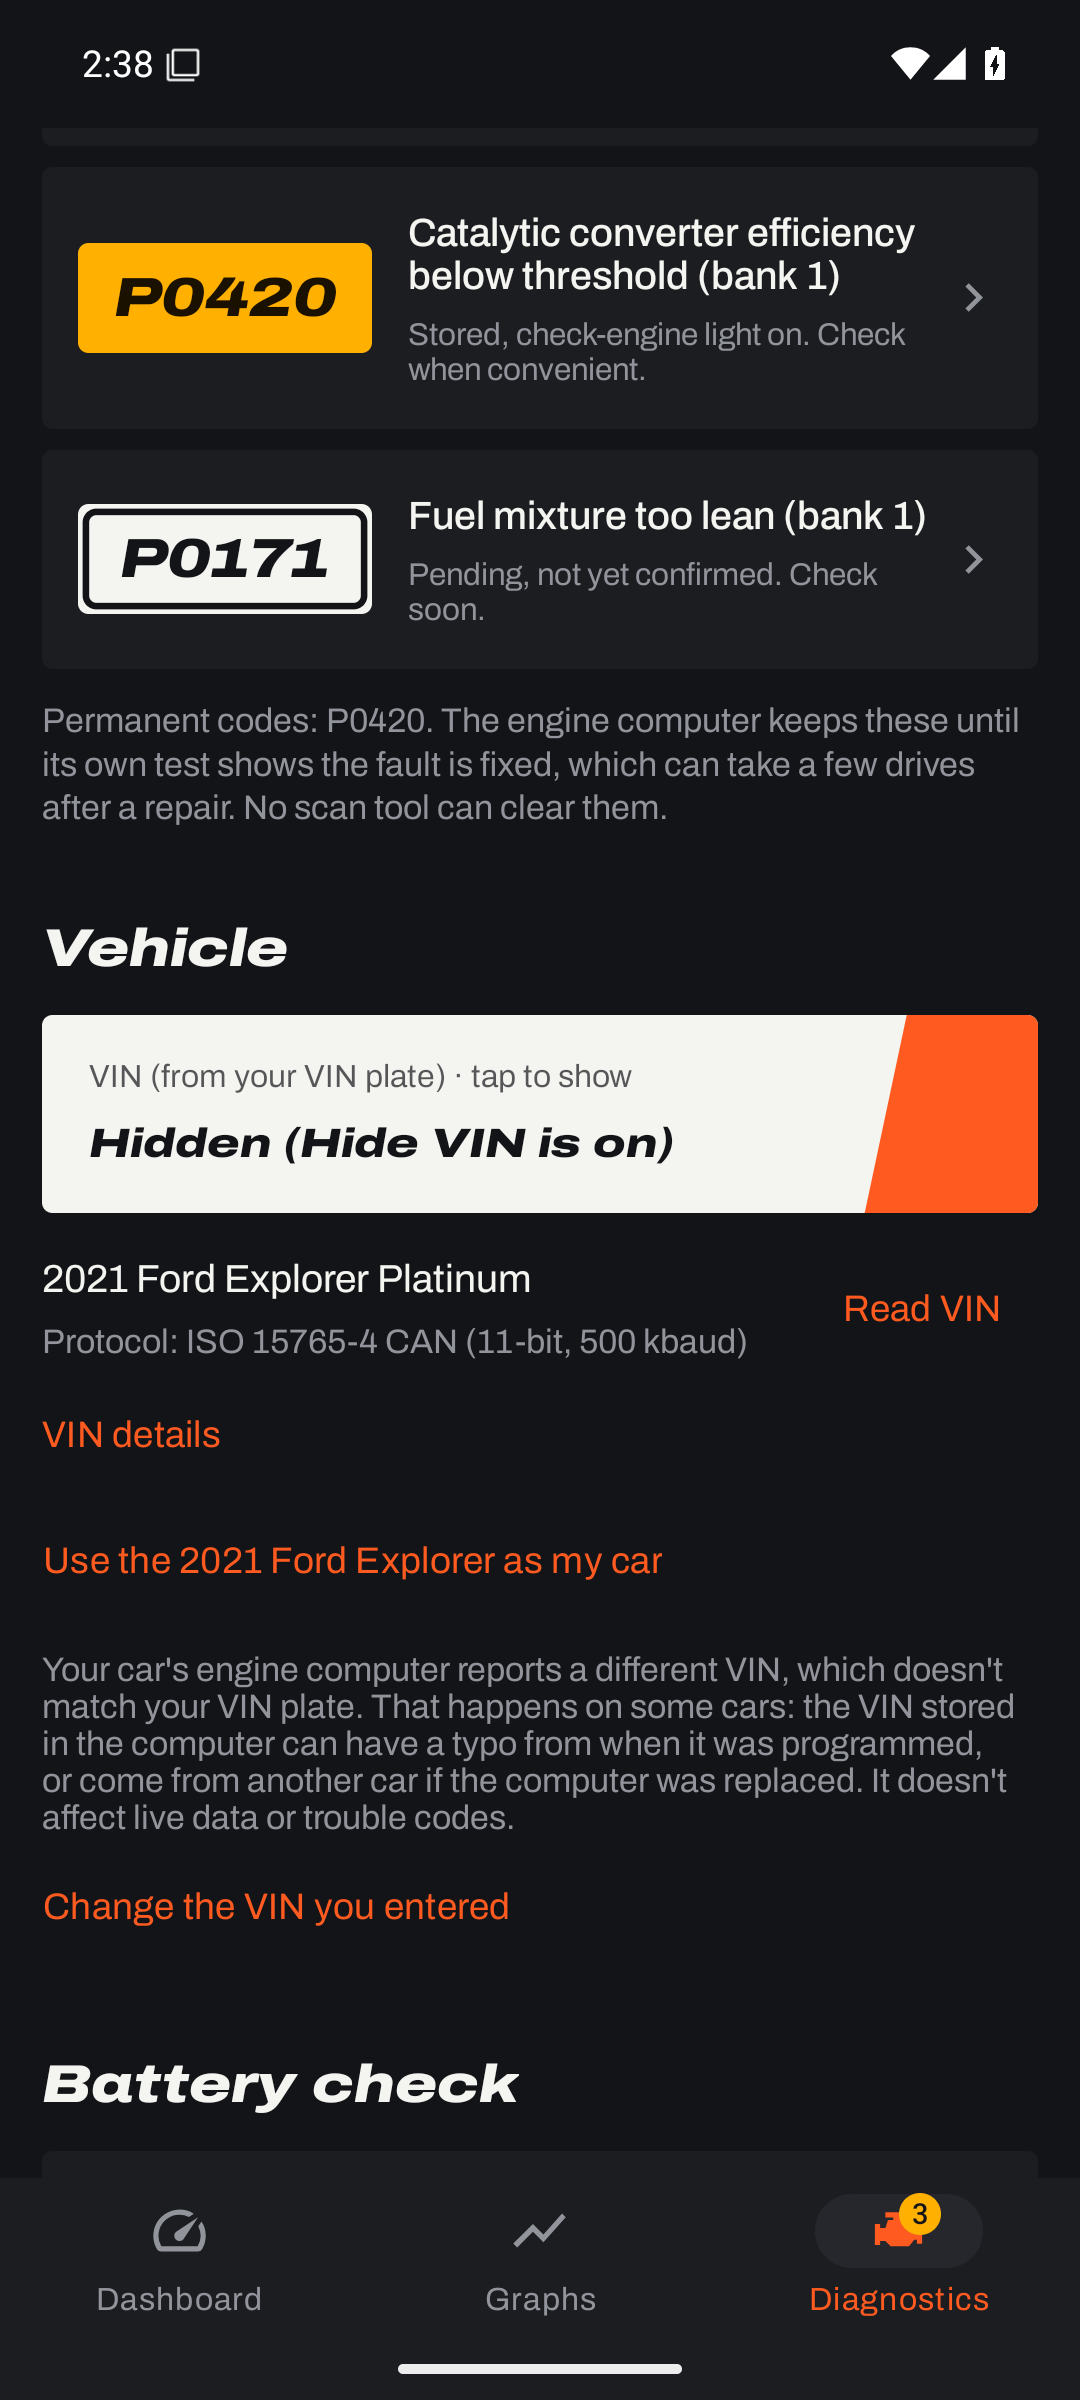 2:38
P0420
Catalytic converter efficiency
below threshold (bank 1)
Stored, check-engine light on. Check
when convenient.
P0171
Fuel mixture too lean (bank 1)
Pending, not yet confirmed. Check
soon.
Permanent codes: P0420. The engine computer keeps these until
its own test shows the fault is fixed, which can take a few drives
after a repair. No scan tool can clear them.
Vehicle
VIN (from your VIN plate) · tap to show
Hidden (Hide VIN is on)
2021 Ford Explorer Platinum
Protocol: ISO 15765-4 CAN (11-bit, 500 kbaud)
Read VIN
VIN details
Use the 2021 Ford Explorer as my car
Your car's engine computer reports a different VIN, which doesn't
match your VIN plate. That happens on some cars: the VIN stored
in the computer can have a typo from when it was programmed,
or come from another car if the computer was replaced. It doesn't
affect live data or trouble codes.
Change the VIN you entered
Battery check
3
Dashboard
Graphs
Diagnostics